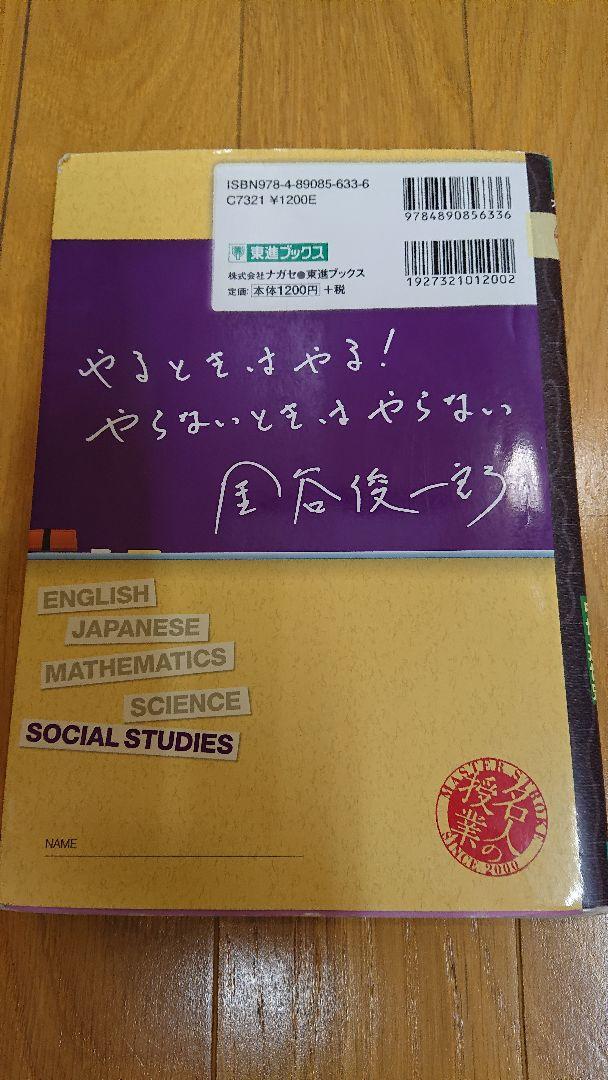 ISBN978-4-89085-633-6
C7321 ¥1200E
9784890856336
東進ブックス
株式会社ナガセ●東進ブックス
定価: 本体1200円 +税
1927321012002
やるときはやる!
やらないときはやらない
金谷俊一郎
ENGLISH
JAPANESE
MATHEMATICS
SCIENCE
SOCIAL STUDIES
名人の
授業
SINCE 2000
NAME